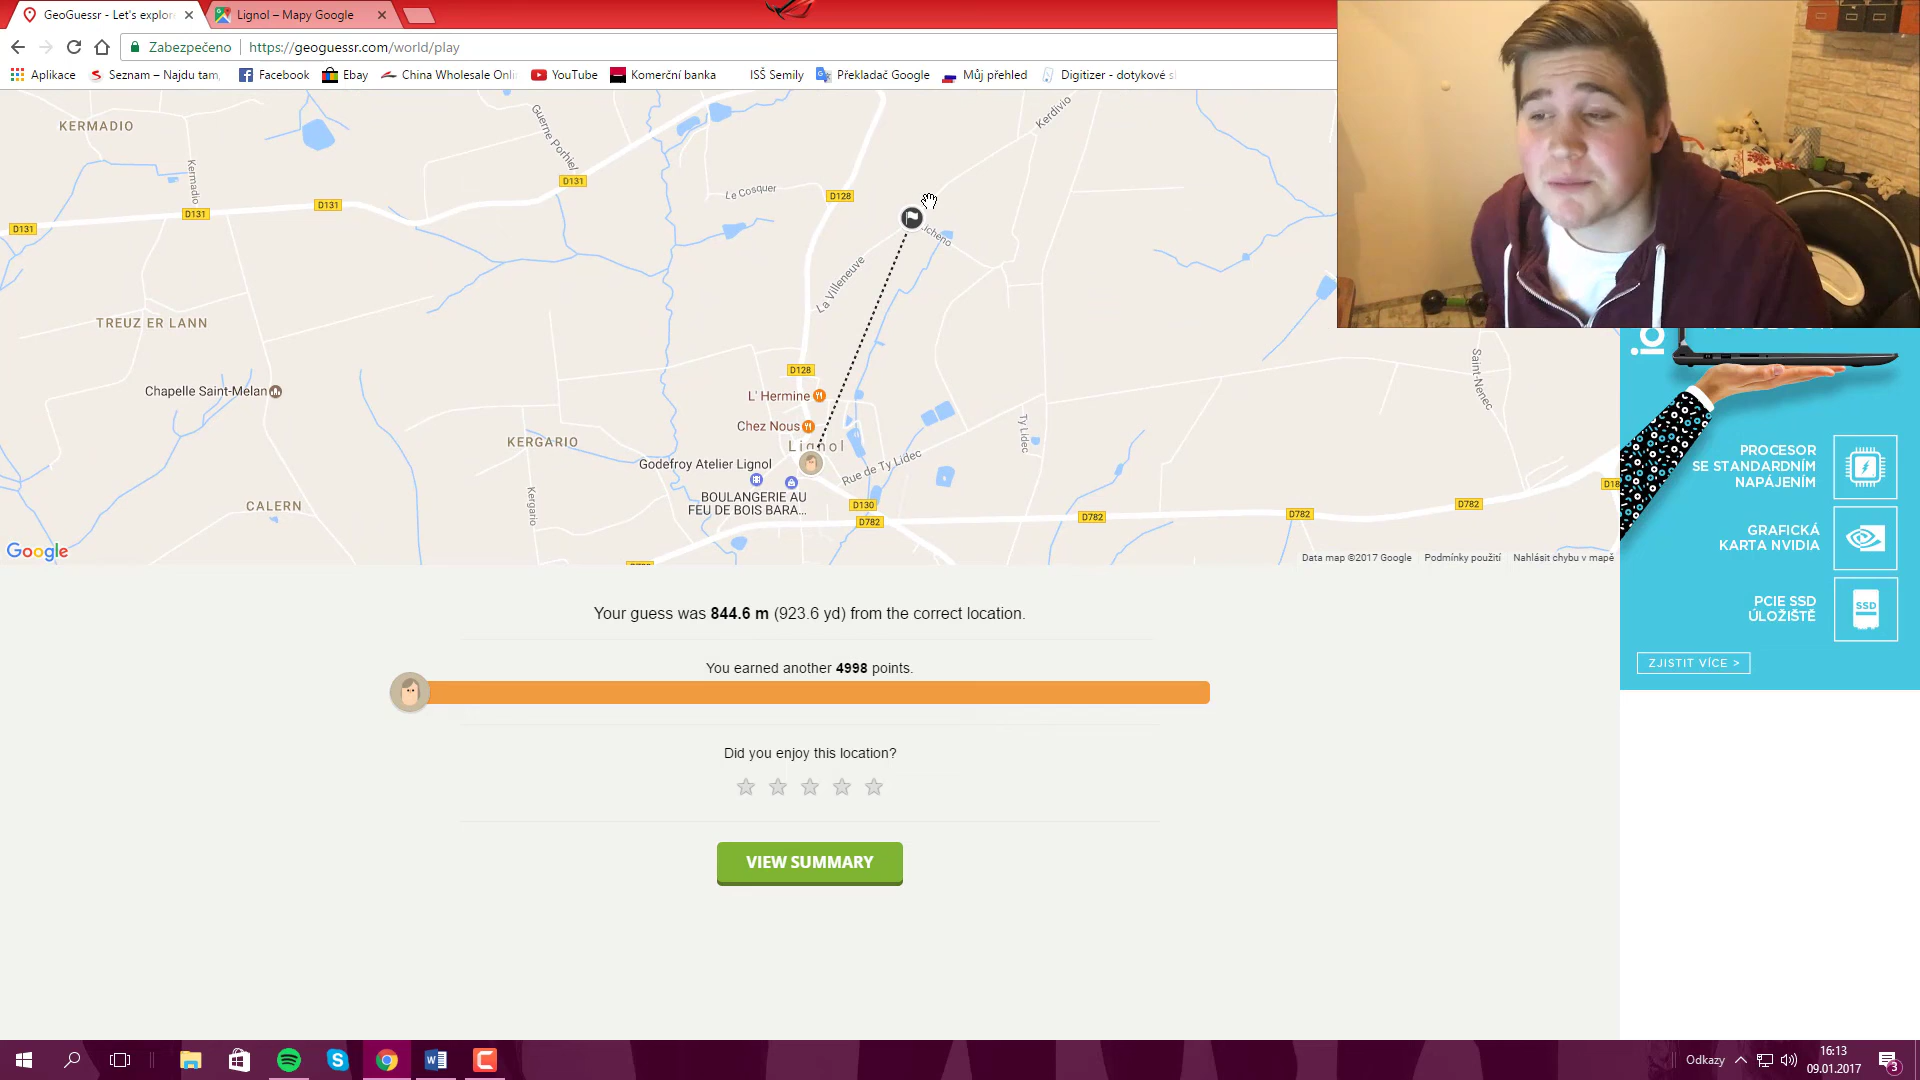 GeoGuessr - Let's explor
Lignol – Mapy Google
Zabezpečeno
https://geoguessr.com/world/play
Aplikace
Seznam – Najdu tam,
Facebook
Ebay
China Wholesale Onli
YouTube
Komerční banka
ISŠ Semily
Překladač Google
Můj přehled
Digitizer - dotykové s
KERMADIO
Kermadio
Guerne Porhiel
Kerdivio
D131
D131
D131
D131
Le Cosquer
D128
La Villeneuve
TREUZ ER LANN
D128
Chapelle Saint-Melan
L' Hermine
Chez Nous
Lignol
KERGARIO
Kergario
Godefroy Atelier Lignol
Rue de Ty Lidec
Ty Lidec
Saint-Nenec
BOULANGERIE AU
FEU DE BOIS BARA...
CALERN
D130
D782
D782
D782
D782
D18
Google
Data map ©2017 Google
Podmínky použití
Nahlásit chybu v mapě
PROCESOR
SE STANDARDNÍM
NAPÁJENÍM
GRAFICKÁ
KARTA NVIDIA
PCIE SSD
ÚLOŽIŠTĚ
SSD
ZJISTIT VÍCE >
Your guess was 844.6 m (923.6 yd) from the correct location.
You earned another 4998 points.
Did you enjoy this location?
VIEW SUMMARY
Odkazy
16:13
09.01.2017
3